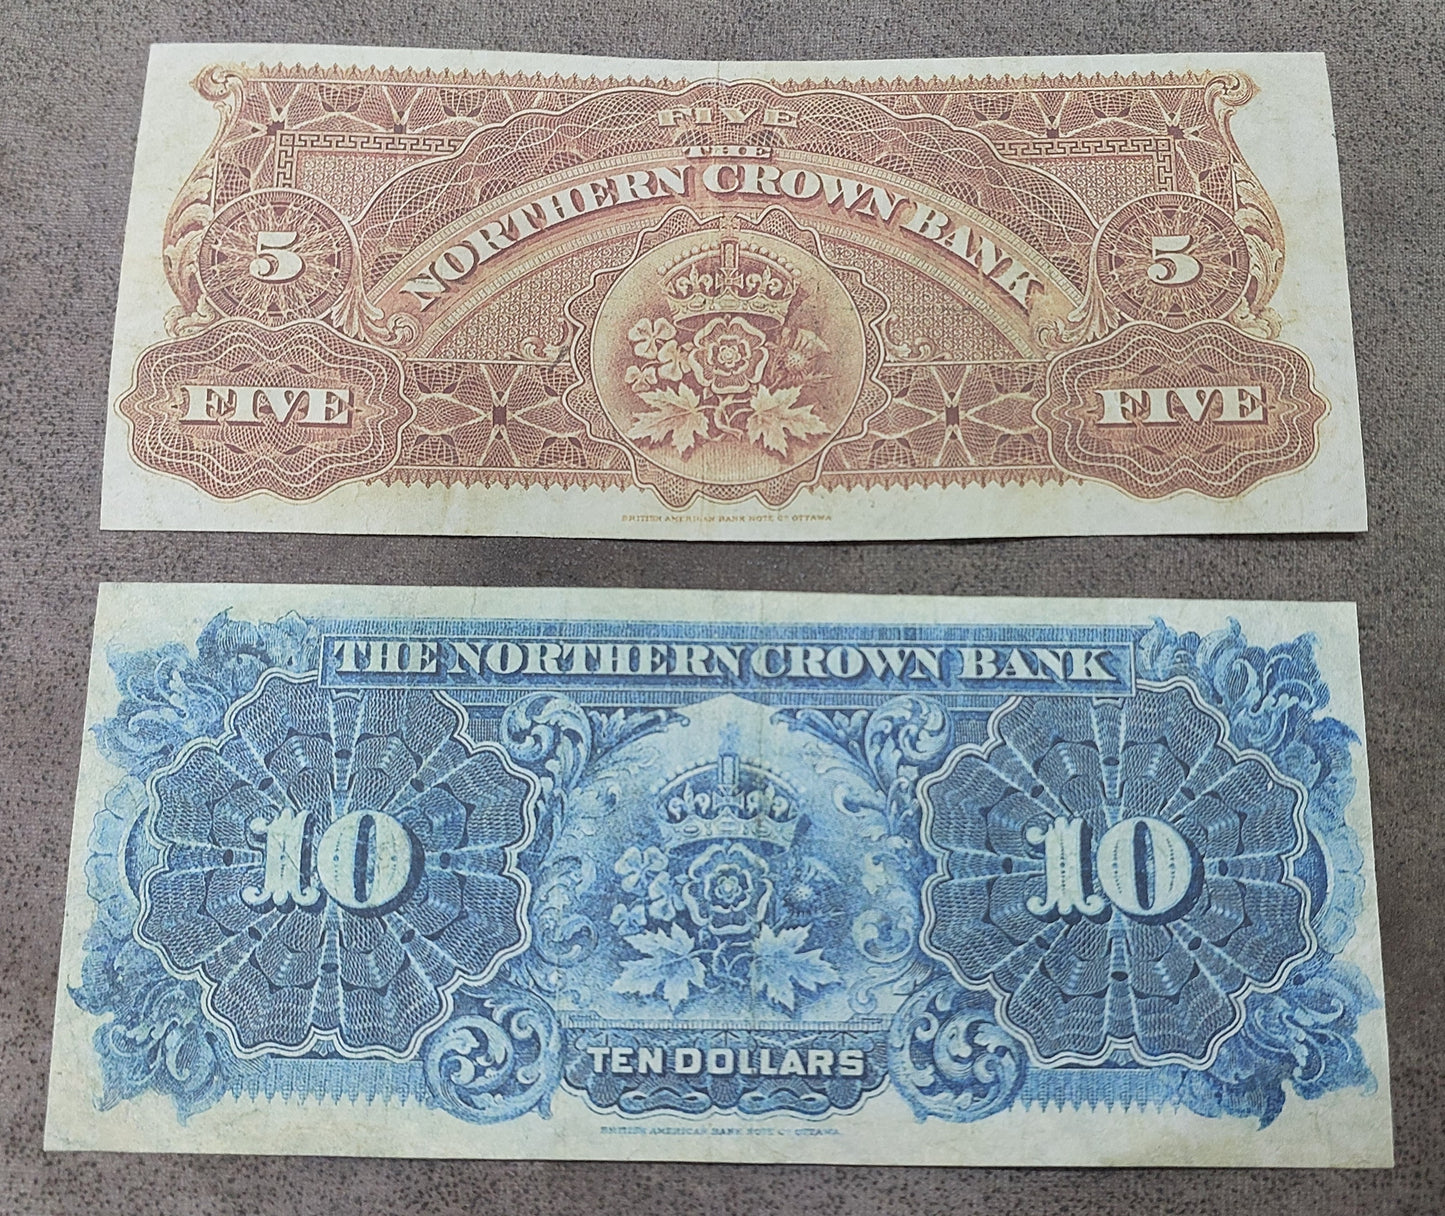 FIVE
THE
NORTHERN CROWN BANK
5
5
FIVE
FIVE
BRITISH AMERICAN BANK NOTE Cº OTTAWA
THE NORTHERN CROWN BANK
10
10
TEN DOLLARS
BRITISH AMERICAN BANK NOTE Cº OTTAWA